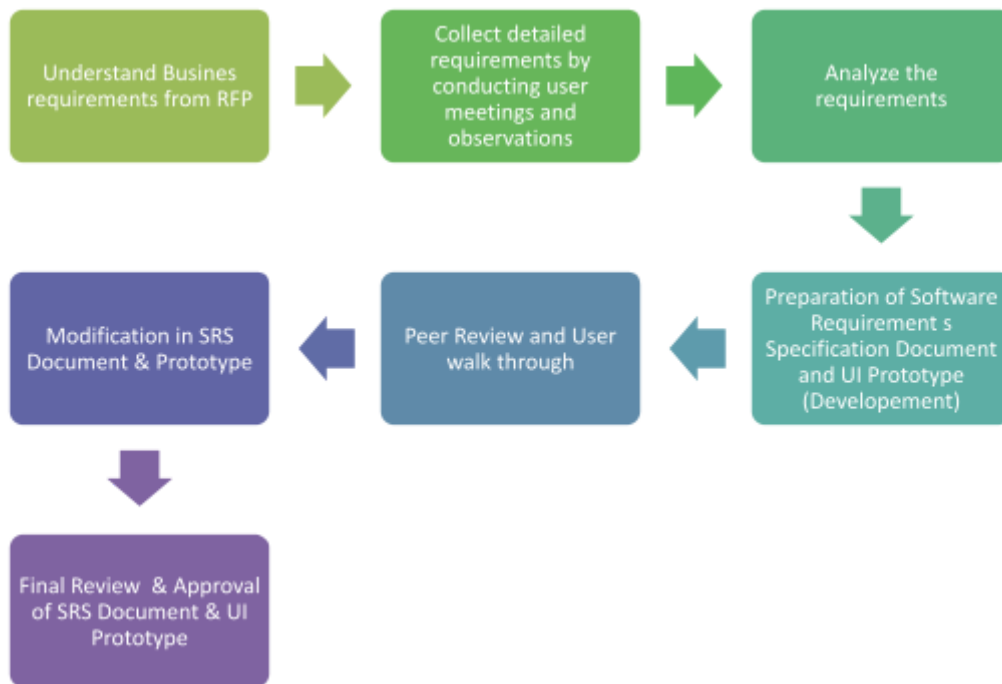 Understand Busines
requirements from RFP
Collect detailed
requirements by
conducting user
meetings and
observations
Analyze the
requirements
Preparation of Software
Requirement s
Specification Document
and UI Prototype
(Developement)
Peer Review and User
walk through
Modification in SRS
Document & Prototype
Final Review & Approval
of SRS Document & UI
Prototype